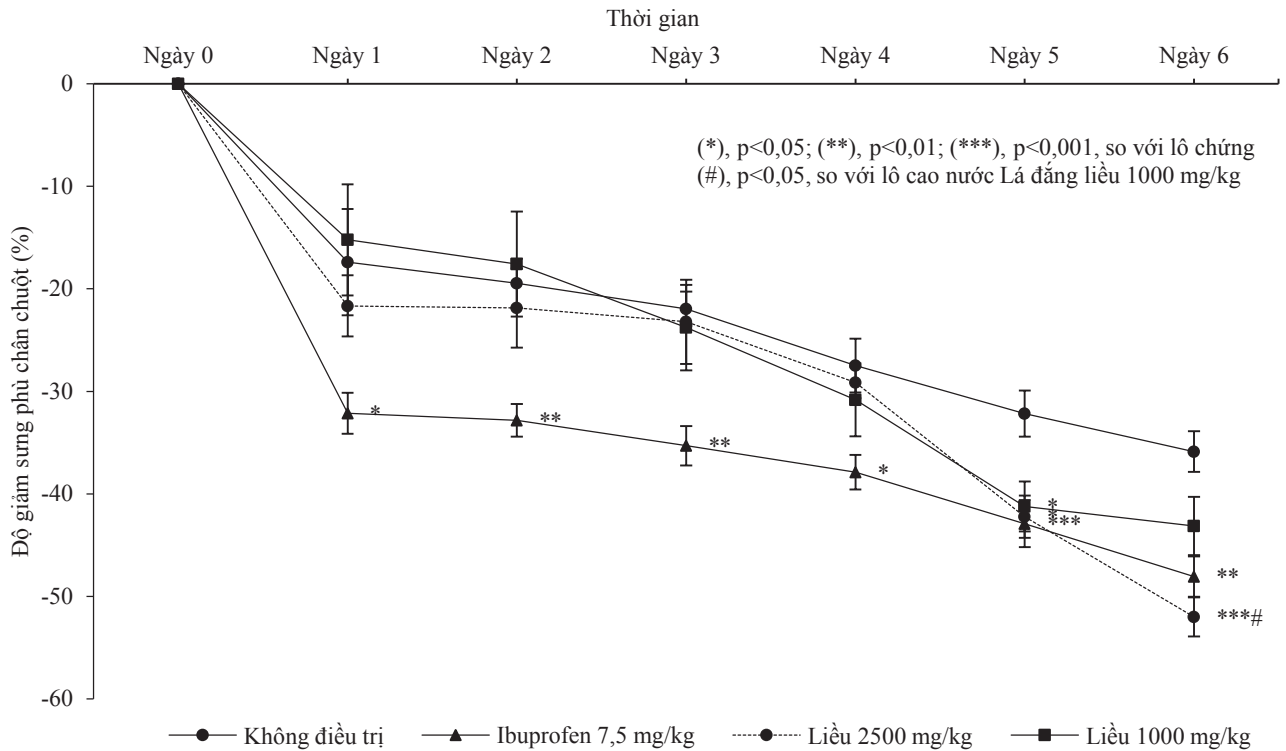 Thời gian
Ngày 0 Ngày 1 Ngày 2 Ngày 3 Ngày 4 Ngày 5 Ngày 6
0
(*), p<0,05; (**), p<0,01; (***), p<0,001, so với lô chứng
(#), p<0,05, so với lô cao nước Lá đắng liều 1000 mg/kg
-10
-20
-30
*
**
**
*
-40
*
*
***
**
-50
***#
-60
Độ giảm sưng phù chân chuột (%)
Không điều trị Ibuprofen 7,5 mg/kg Liều 2500 mg/kg Liều 1000 mg/kg